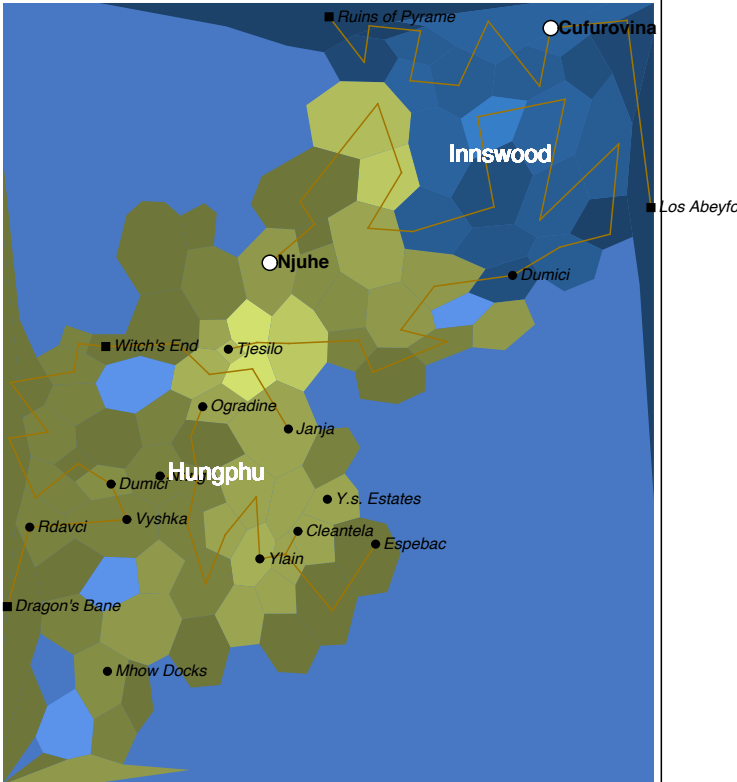 Ruins of Pyrame
Cufurovina
Innswood
Los Abeyfo
Njuhe
Dumici
Witch's End
Tjesilo
Ogradine
Janja
Hungphu
Dumici
Y.s. Estates
Vyshka
Rdavci
Cleantela
Espebac
Ylain
Dragon's Bane
Mhow Docks